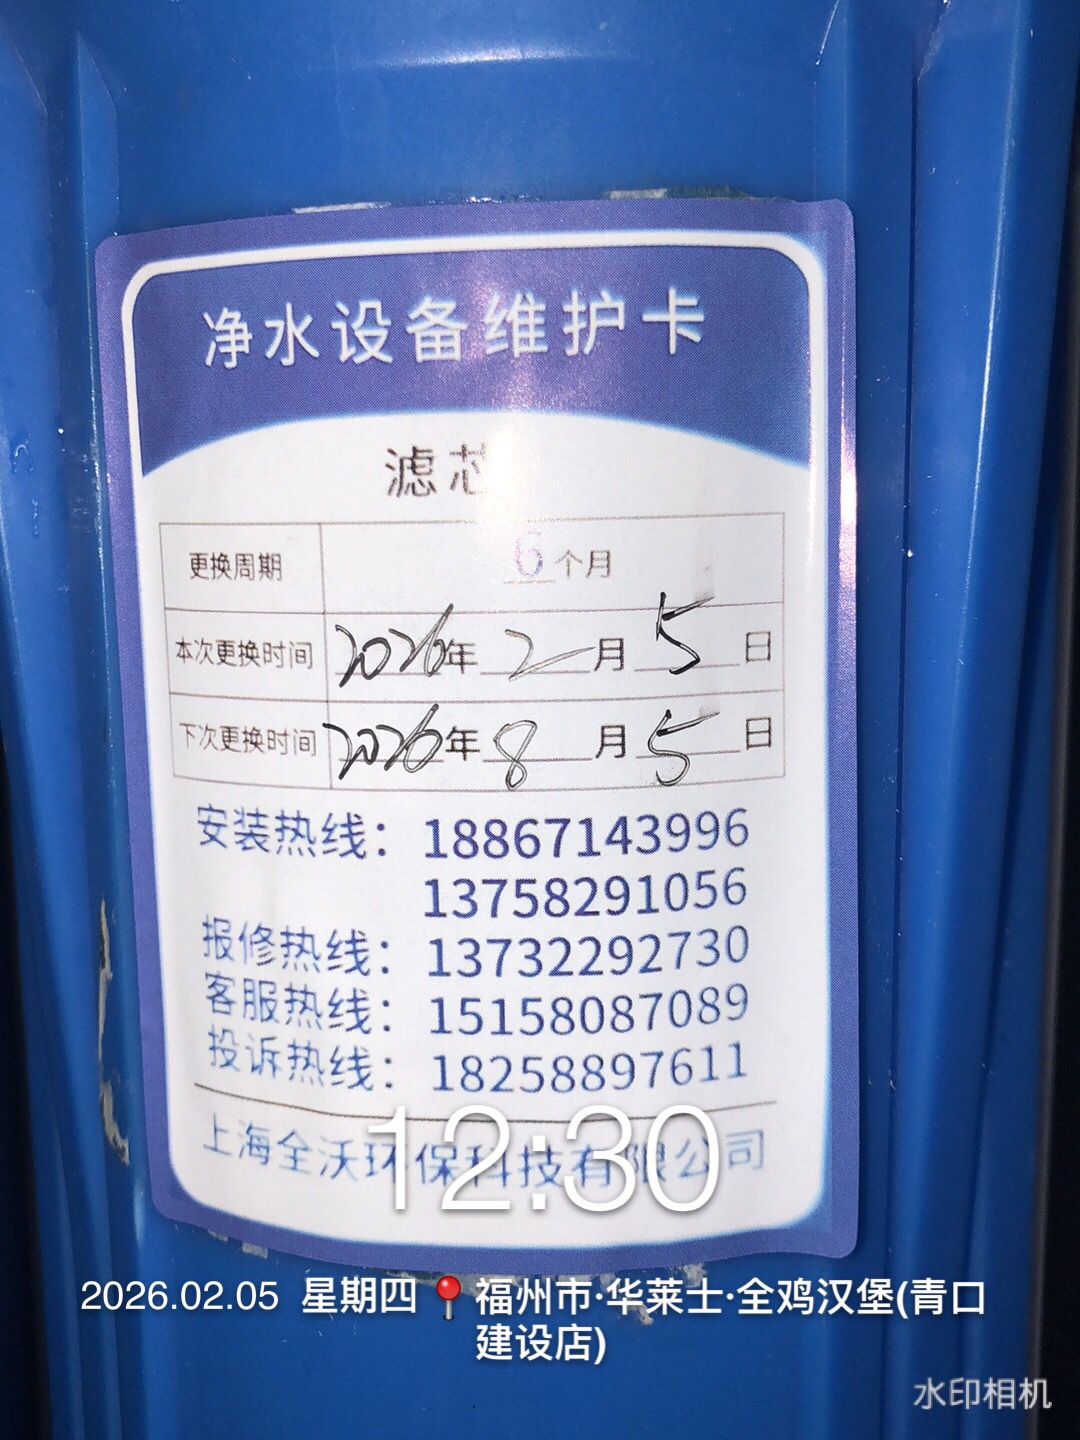 净水设备维护卡
滤芯
更换周期 6个月
本次更换时间 2026年 2 月 5 日
下次更换时间 2026年 8 月 5 日
安装热线：18867143996
13758291056
报修热线：13732292730
客服热线：15158087089
投诉热线：18258897611
上海全沃环保科技有限公司
12:30
2026.02.05 星期四 福州市·华莱士·全鸡汉堡(青口
建设店)
水印相机